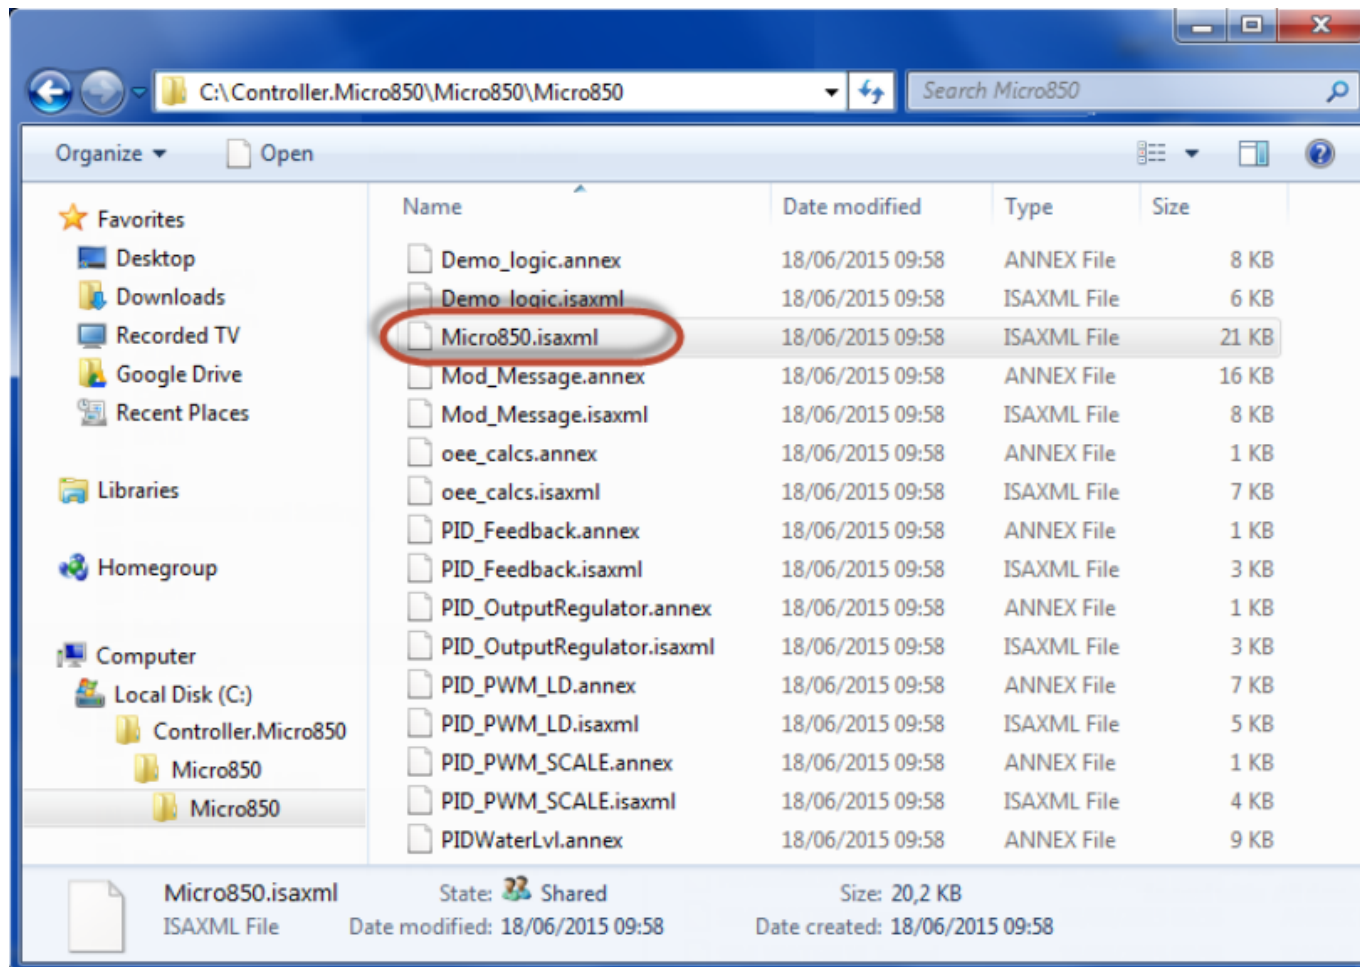 C:\Controller.Micro850\Micro850\Micro850
Search Micro850
Organize
Open
Favorites
Desktop
Downloads
Recorded TV
Google Drive
Recent Places
Libraries
Homegroup
Computer
Local Disk (C:)
Controller.Micro850
Micro850
Micro850
Name Date modified Type Size
Demo_logic.annex 18/06/2015 09:58 ANNEX File 8 KB
Demo_logic.isaxml 18/06/2015 09:58 ISAXML File 6 KB
Micro850.isaxml 18/06/2015 09:58 ISAXML File 21 KB
Mod_Message.annex 18/06/2015 09:58 ANNEX File 16 KB
Mod_Message.isaxml 18/06/2015 09:58 ISAXML File 8 KB
oee_calcs.annex 18/06/2015 09:58 ANNEX File 1 KB
oee_calcs.isaxml 18/06/2015 09:58 ISAXML File 7 KB
PID_Feedback.annex 18/06/2015 09:58 ANNEX File 1 KB
PID_Feedback.isaxml 18/06/2015 09:58 ISAXML File 3 KB
PID_OutputRegulator.annex 18/06/2015 09:58 ANNEX File 1 KB
PID_OutputRegulator.isaxml 18/06/2015 09:58 ISAXML File 3 KB
PID_PWM_LD.annex 18/06/2015 09:58 ANNEX File 7 KB
PID_PWM_LD.isaxml 18/06/2015 09:58 ISAXML File 5 KB
PID_PWM_SCALE.annex 18/06/2015 09:58 ANNEX File 1 KB
PID_PWM_SCALE.isaxml 18/06/2015 09:58 ISAXML File 4 KB
PIDWaterLvl.annex 18/06/2015 09:58 ANNEX File 9 KB
Micro850.isaxml State: Shared Size: 20,2 KB
ISAXML File Date modified: 18/06/2015 09:58 Date created: 18/06/2015 09:58